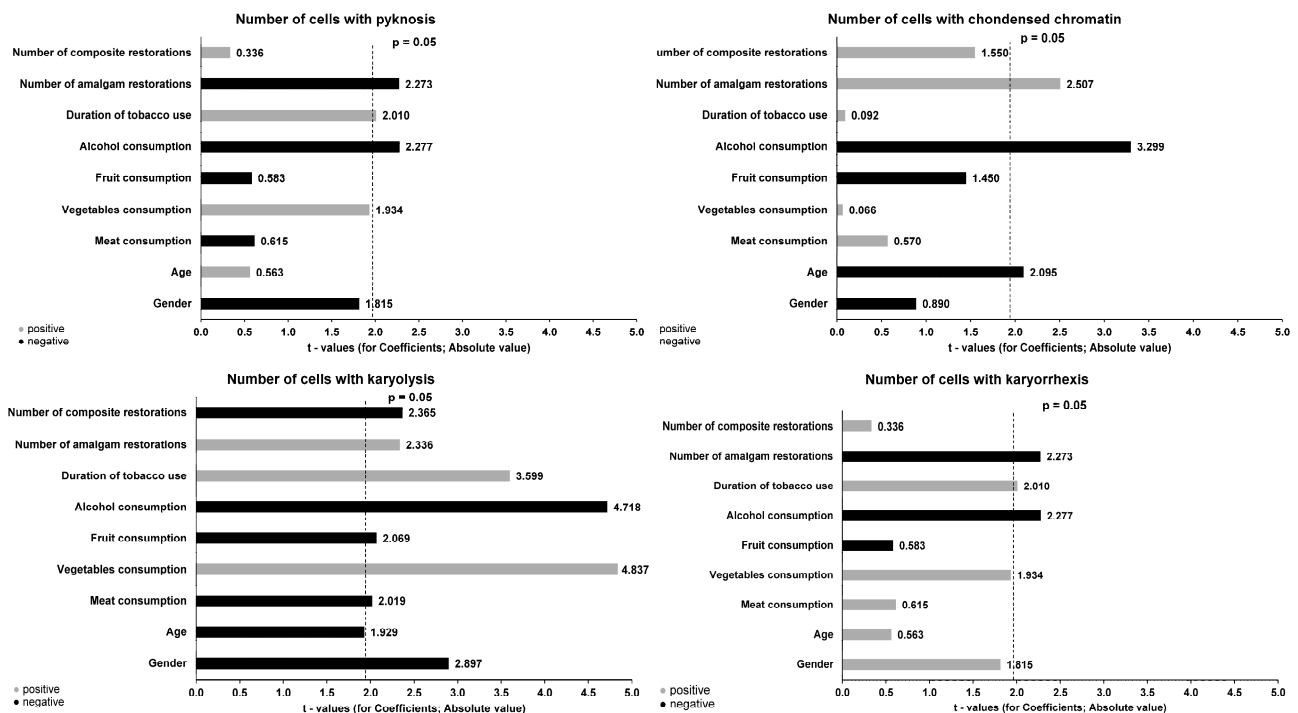 Number of cells with pyknosis
p = 0.05
Number of composite restorations 0.336
Number of amalgam restorations 2.273
Duration of tobacco use 2.010
Alcohol consumption 2.277
Fruit consumption 0.583
Vegetables consumption 1.934
Meat consumption 0.615
Age 0.563
Gender 1.815
positive
negative
0.0 0.5 1.0 1.5 2.0 2.5 3.0 3.5 4.0 4.5 5.0
t - values (for Coefficients; Absolute value)
Number of cells with chondensed chromatin
p = 0.05
umber of composite restorations 1.550
Number of amalgam restorations 2.507
Duration of tobacco use 0.092
Alcohol consumption 3.299
Fruit consumption 1.450
Vegetables consumption 0.066
Meat consumption 0.570
Age 2.095
Gender 0.890
positive
negative
0.0 0.5 1.0 1.5 2.0 2.5 3.0 3.5 4.0 4.5 5.0
t - values (for Coefficients; Absolute value)
Number of cells with karyolysis
p = 0.05
Number of composite restorations 2.365
Number of amalgam restorations 2.336
Duration of tobacco use 3.599
Alcohol consumption 4.718
Fruit consumption 2.069
Vegetables consumption 4.837
Meat consumption 2.019
Age 1.929
Gender 2.897
positive
negative
0.0 0.5 1.0 1.5 2.0 2.5 3.0 3.5 4.0 4.5 5.0
t - values (for Coefficients; Absolute value)
Number of cells with karyorrhexis
p = 0.05
Number of composite restorations 0.336
Number of amalgam restorations 2.273
Duration of tobacco use 2.010
Alcohol consumption 2.277
Fruit consumption 0.583
Vegetables consumption 1.934
Meat consumption 0.615
Age 0.563
Gender 1.815
positive
negative
0.0 0.5 1.0 1.5 2.0 2.5 3.0 3.5 4.0 4.5 5.0
t - values (for Coefficients; Absolute value)